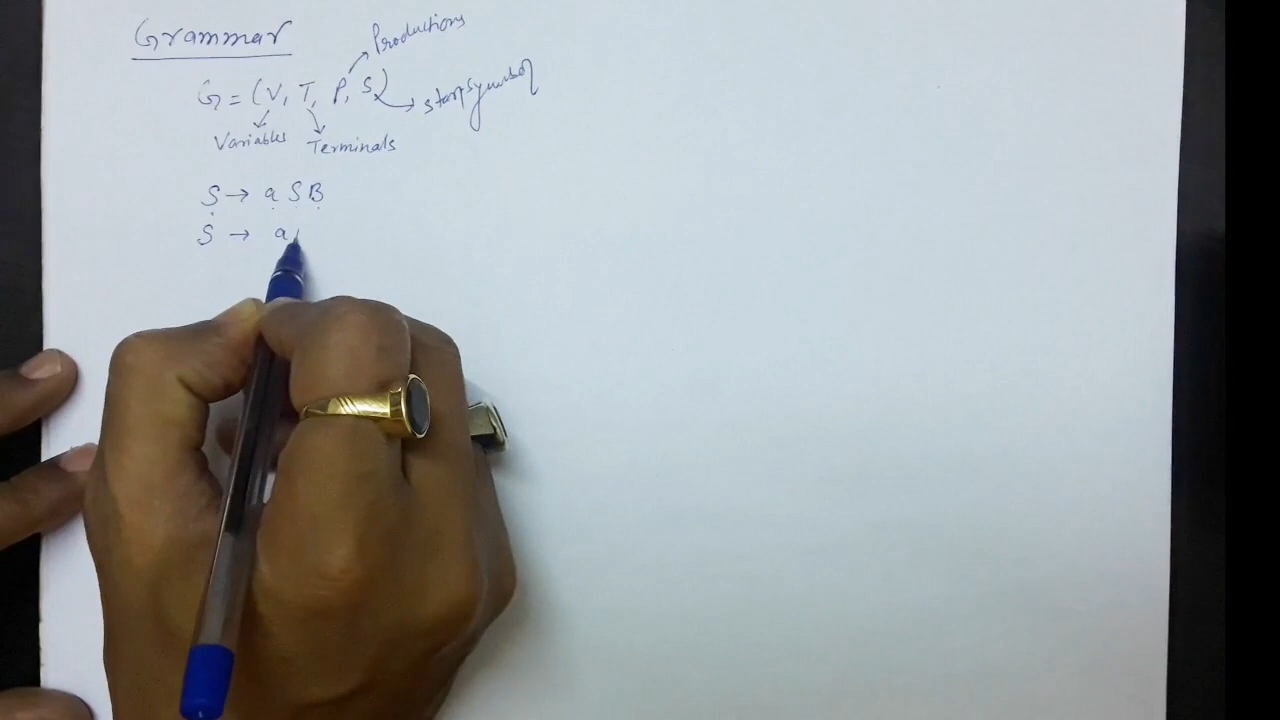 Grammar
Productions
G = (V, T, P, S)
Start symbol
Variables Terminals
S → a S B
S → a